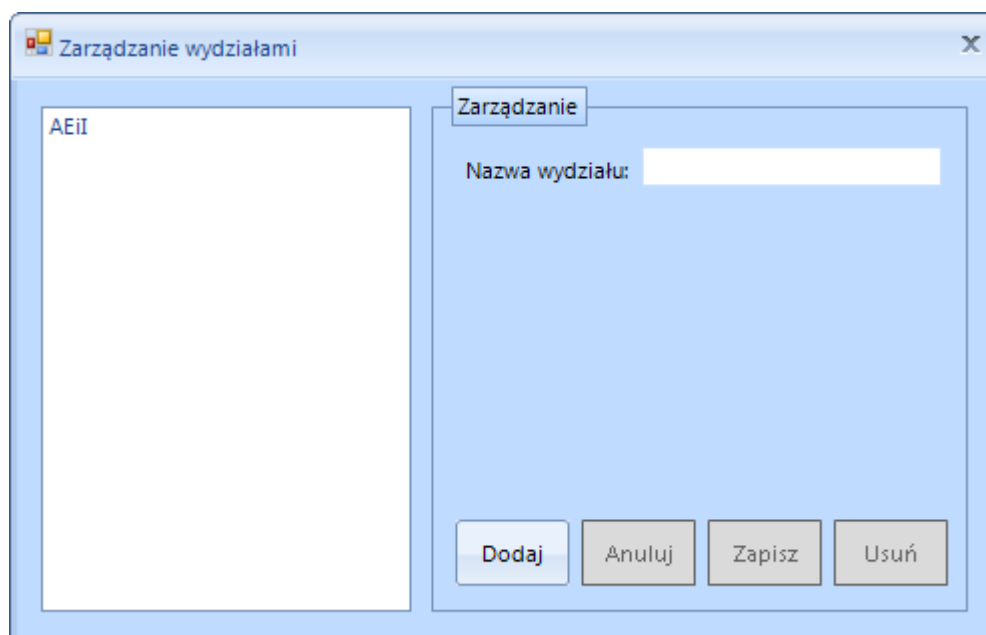 Zarządzanie wydziałami
AEiI
Zarządzanie
Nazwa wydziału:
Dodaj Anuluj Zapisz Usuń